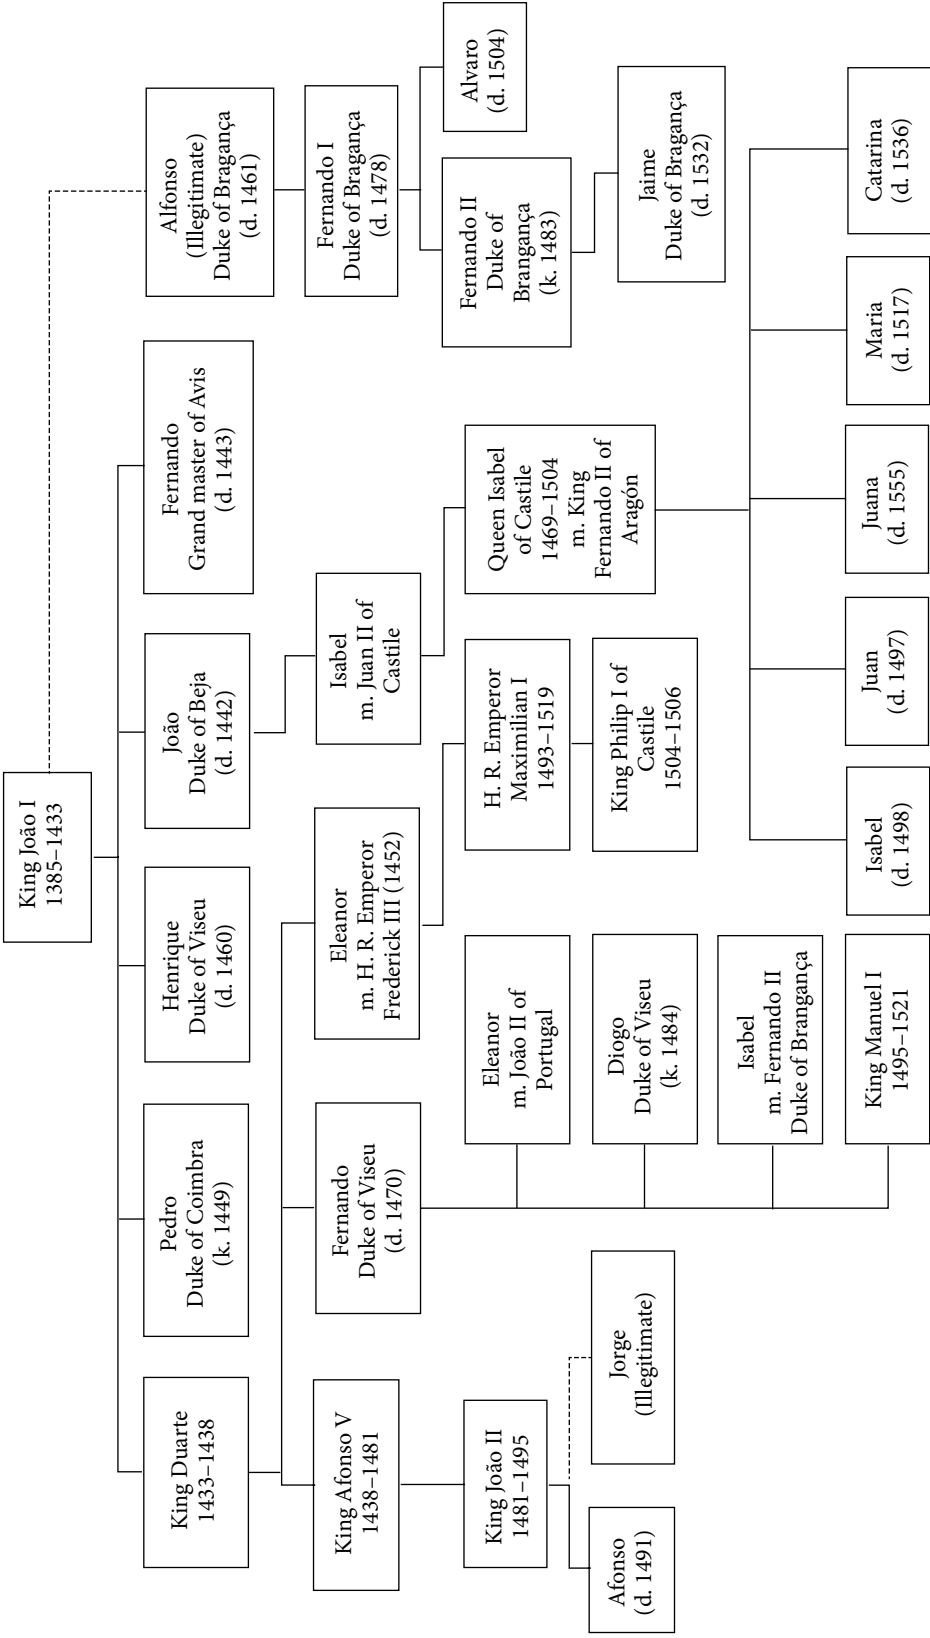 King João I
1385–1433
King Duarte
1433–1438
Pedro
Duke of Coimbra
(k. 1449)
Henrique
Duke of Viseu
(d. 1460)
João
Duke of Beja
(d. 1442)
Fernando
Grand master of Avis
(d. 1443)
Alfonso
(Illegitimate)
Duke of Bragança
(d. 1461)
King Afonso V
1438–1481
Fernando
Duke of Viseu
(d. 1470)
Eleanor
m. H. R. Emperor
Frederick III (1452)
Isabel
m. Juan II of
Castile
Fernando I
Duke of Bragança
(d. 1478)
King João II
1481–1495
Eleanor
m. João II of
Portugal
H. R. Emperor
Maximilian I
1493–1519
Queen Isabel
of Castile
1469–1504
m. King
Fernando II of
Aragón
Fernando II
Duke of
Brangança
(k. 1483)
Alvaro
(d. 1504)
Afonso
(d. 1491)
Jorge
(Illegitimate)
Diogo
Duke of Viseu
(k. 1484)
King Philip I of
Castile
1504–1506
Jaime
Duke of Bragança
(d. 1532)
Isabel
m. Fernando II
Duke of Brangança
King Manuel I
1495–1521
Isabel
(d. 1498)
Juan
(d. 1497)
Juana
(d. 1555)
Maria
(d. 1517)
Catarina
(d. 1536)